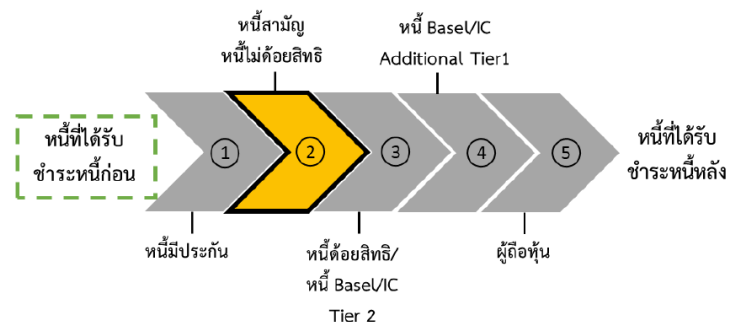 หนี้สามัญ
หนี้ไม่ด้อยสิทธิ
หนี้ Basel/IC
Additional Tier1
หนี้ที่ได้รับ
ชำระหนี้ก่อน
1
2
3
4
5
หนี้ที่ได้รับ
ชำระหนี้หลัง
หนี้มีประกัน
หนี้ด้อยสิทธิ/
หนี้ Basel/IC
Tier 2
ผู้ถือหุ้น